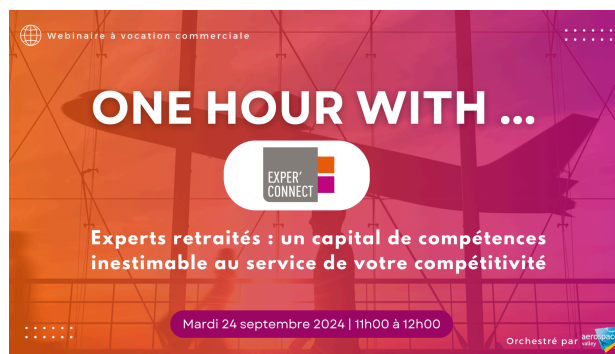 Webinaire à vocation commerciale
ONE HOUR WITH ...
EXPER'
CONNECT
Experts retraités : un capital de compétences
inestimable au service de votre compétitivité
Mardi 24 septembre 2024 | 11h00 à 12h00
Orchestré par aerospace
valley